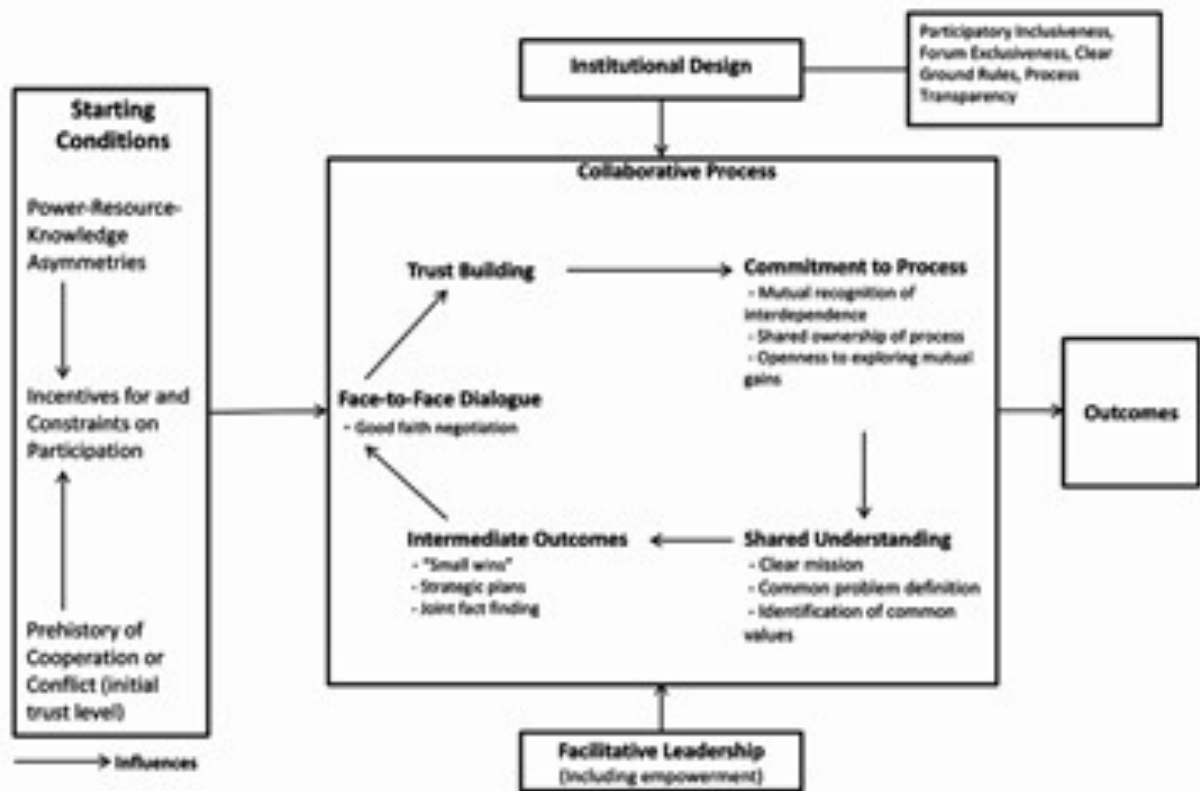 Starting
Conditions
Power-Resource-
Knowledge
Asymmetries
Incentives for and
Constraints on
Participation
Prehistory of
Cooperation or
Conflict (initial
trust level)
Influences
Institutional Design
Participatory Inclusiveness,
Forum Exclusiveness, Clear
Ground Rules, Process
Transparency
Collaborative Process
Trust Building
Commitment to Process
- Mutual recognition of
interdependence
- Shared ownership of process
- Openness to exploring mutual
gains
Face-to-Face Dialogue
- Good faith negotiation
Intermediate Outcomes
- "Small wins"
- Strategic plans
- Joint fact finding
Shared Understanding
- Clear mission
- Common problem definition
- Identification of common
values
Outcomes
Facilitative Leadership
(Including empowerment)